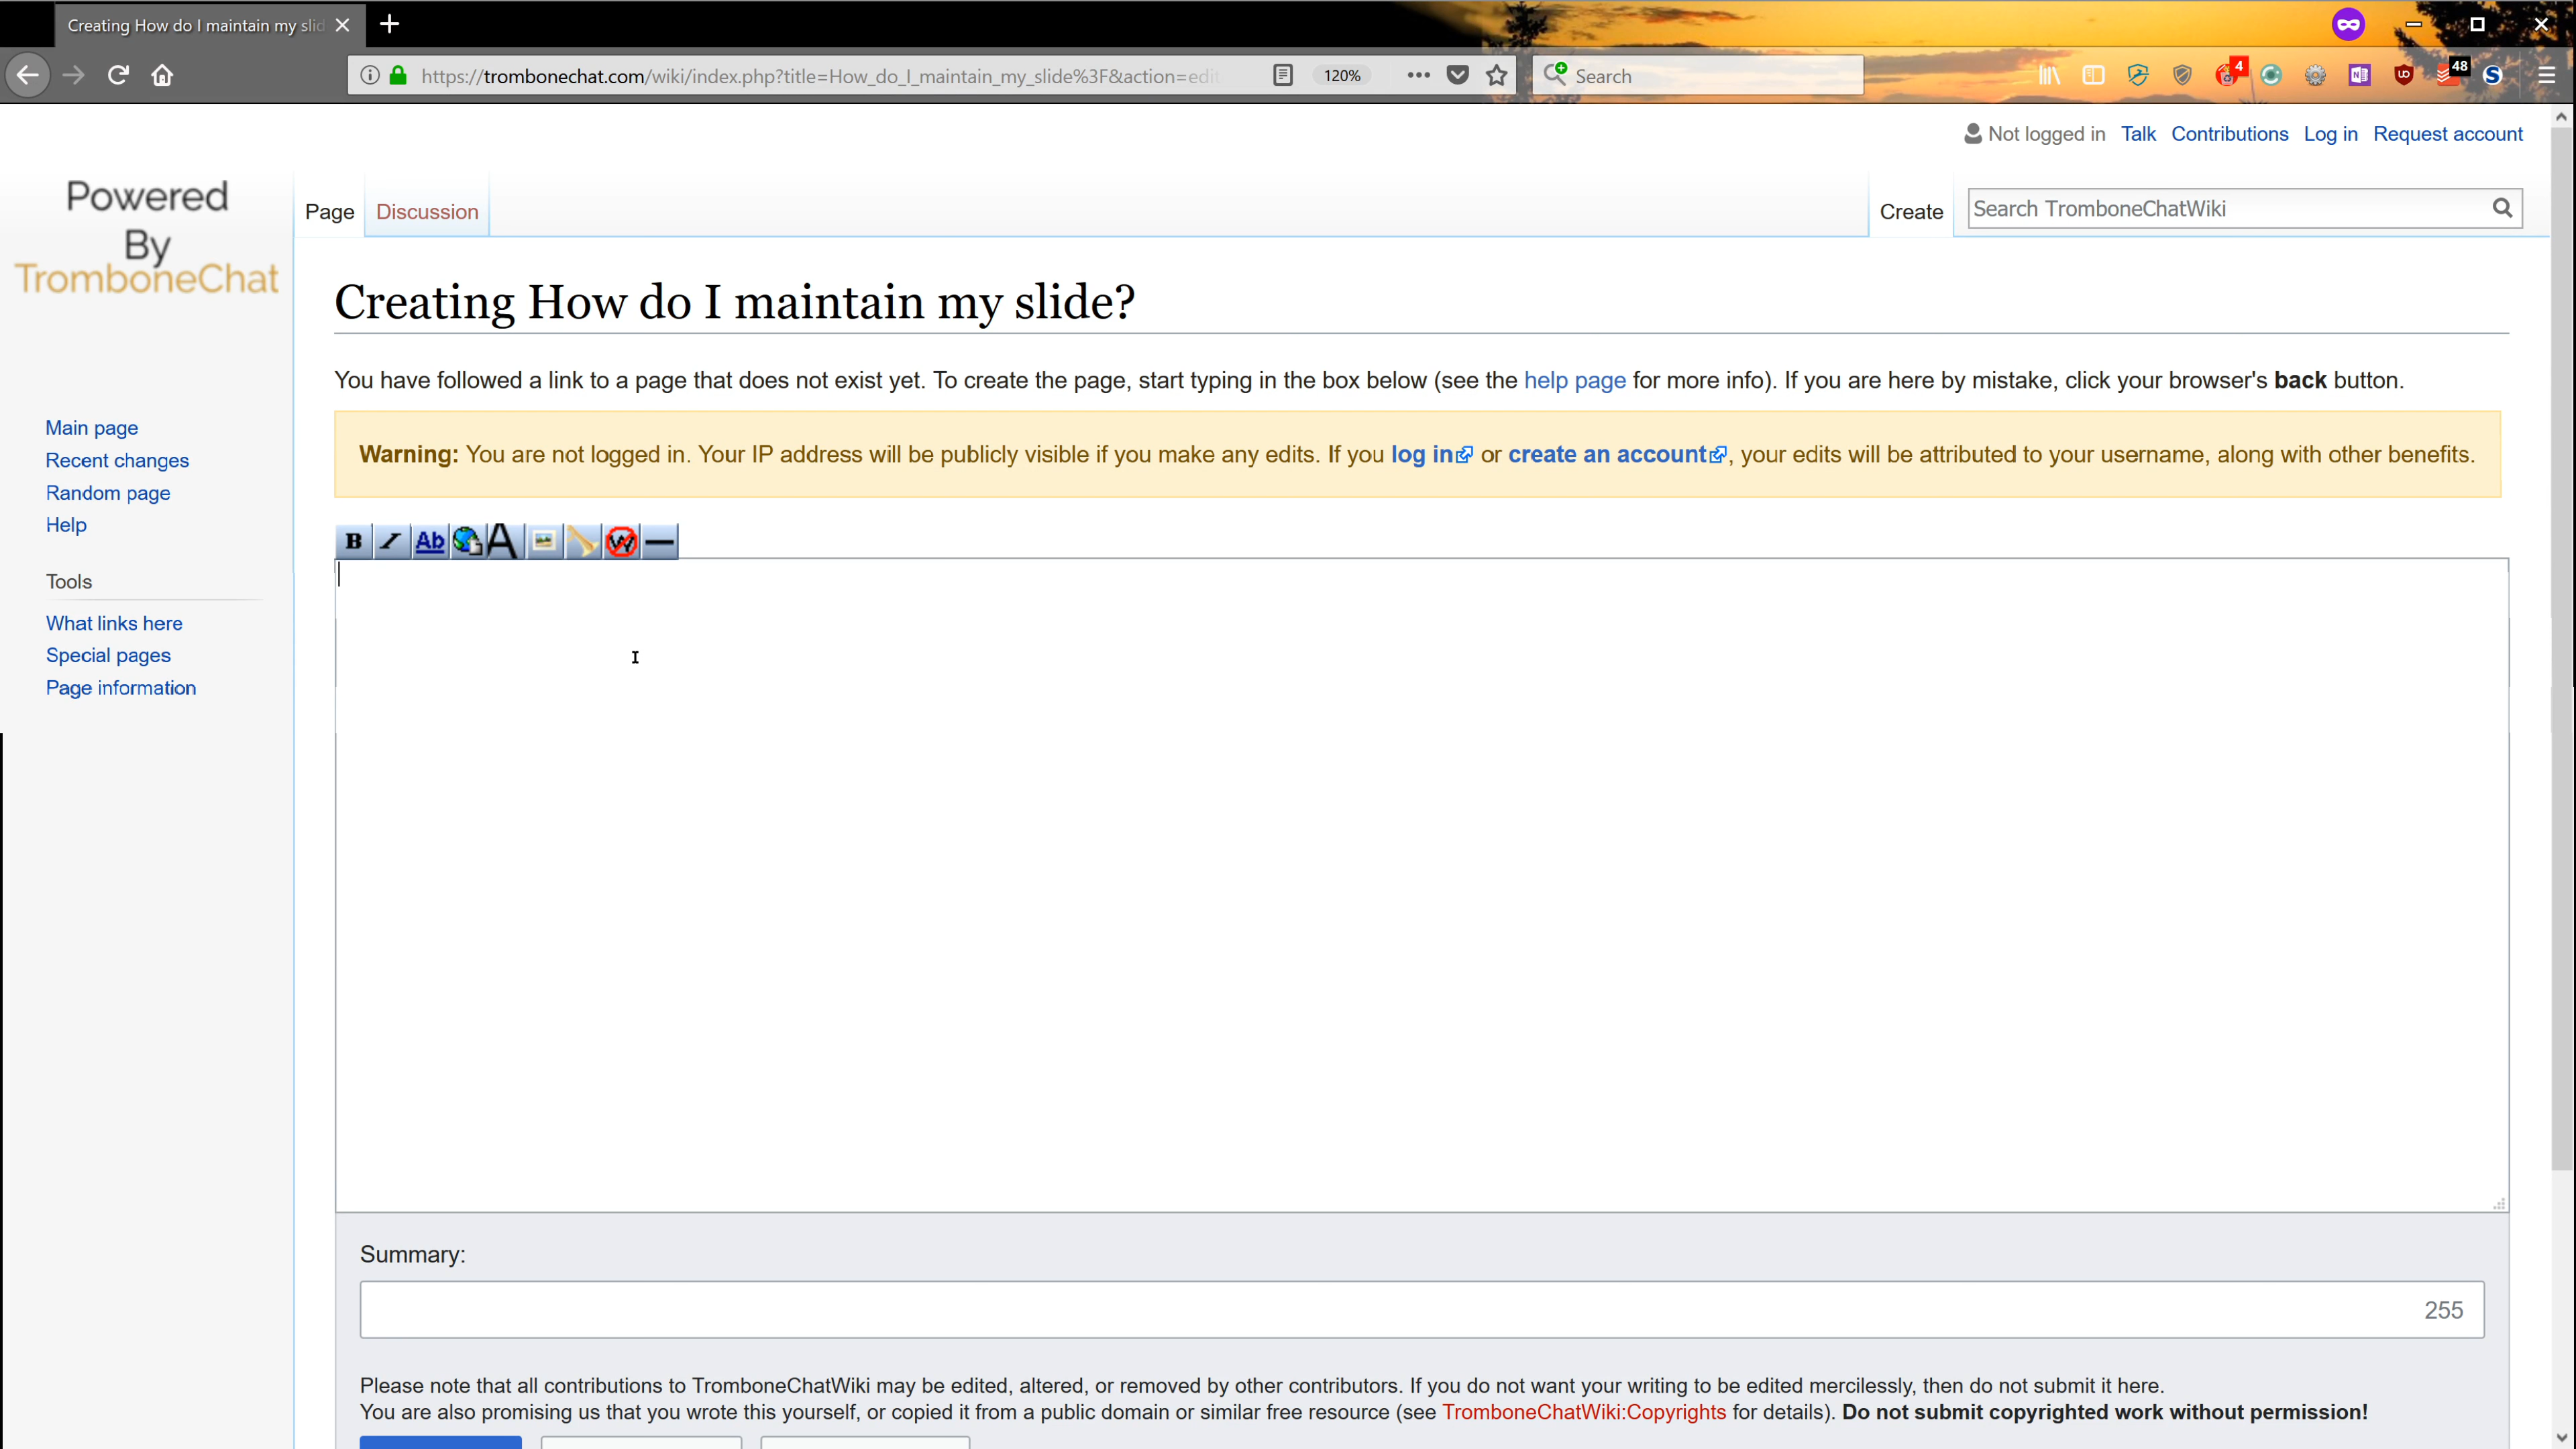 Creating How do I maintain my slid
https://trombonechat.com/wiki/index.php?title=How_do_I_maintain_my_slide%3F&action=edit
120%
Search
4
48
Not logged in Talk Contributions Log in Request account
Powered
By
TromboneChat
Page Discussion
Create
Search TromboneChatWiki
Creating How do I maintain my slide?
You have followed a link to a page that does not exist yet. To create the page, start typing in the box below (see the help page for more info). If you are here by mistake, click your browser's back button.
Warning: You are not logged in. Your IP address will be publicly visible if you make any edits. If you log in or create an account, your edits will be attributed to your username, along with other benefits.
Main page
Recent changes
Random page
Help
Tools
What links here
Special pages
Page information
B I Ab A W
Summary:
255
Please note that all contributions to TromboneChatWiki may be edited, altered, or removed by other contributors. If you do not want your writing to be edited mercilessly, then do not submit it here.
You are also promising us that you wrote this yourself, or copied it from a public domain or similar free resource (see TromboneChatWiki:Copyrights for details). Do not submit copyrighted work without permission!